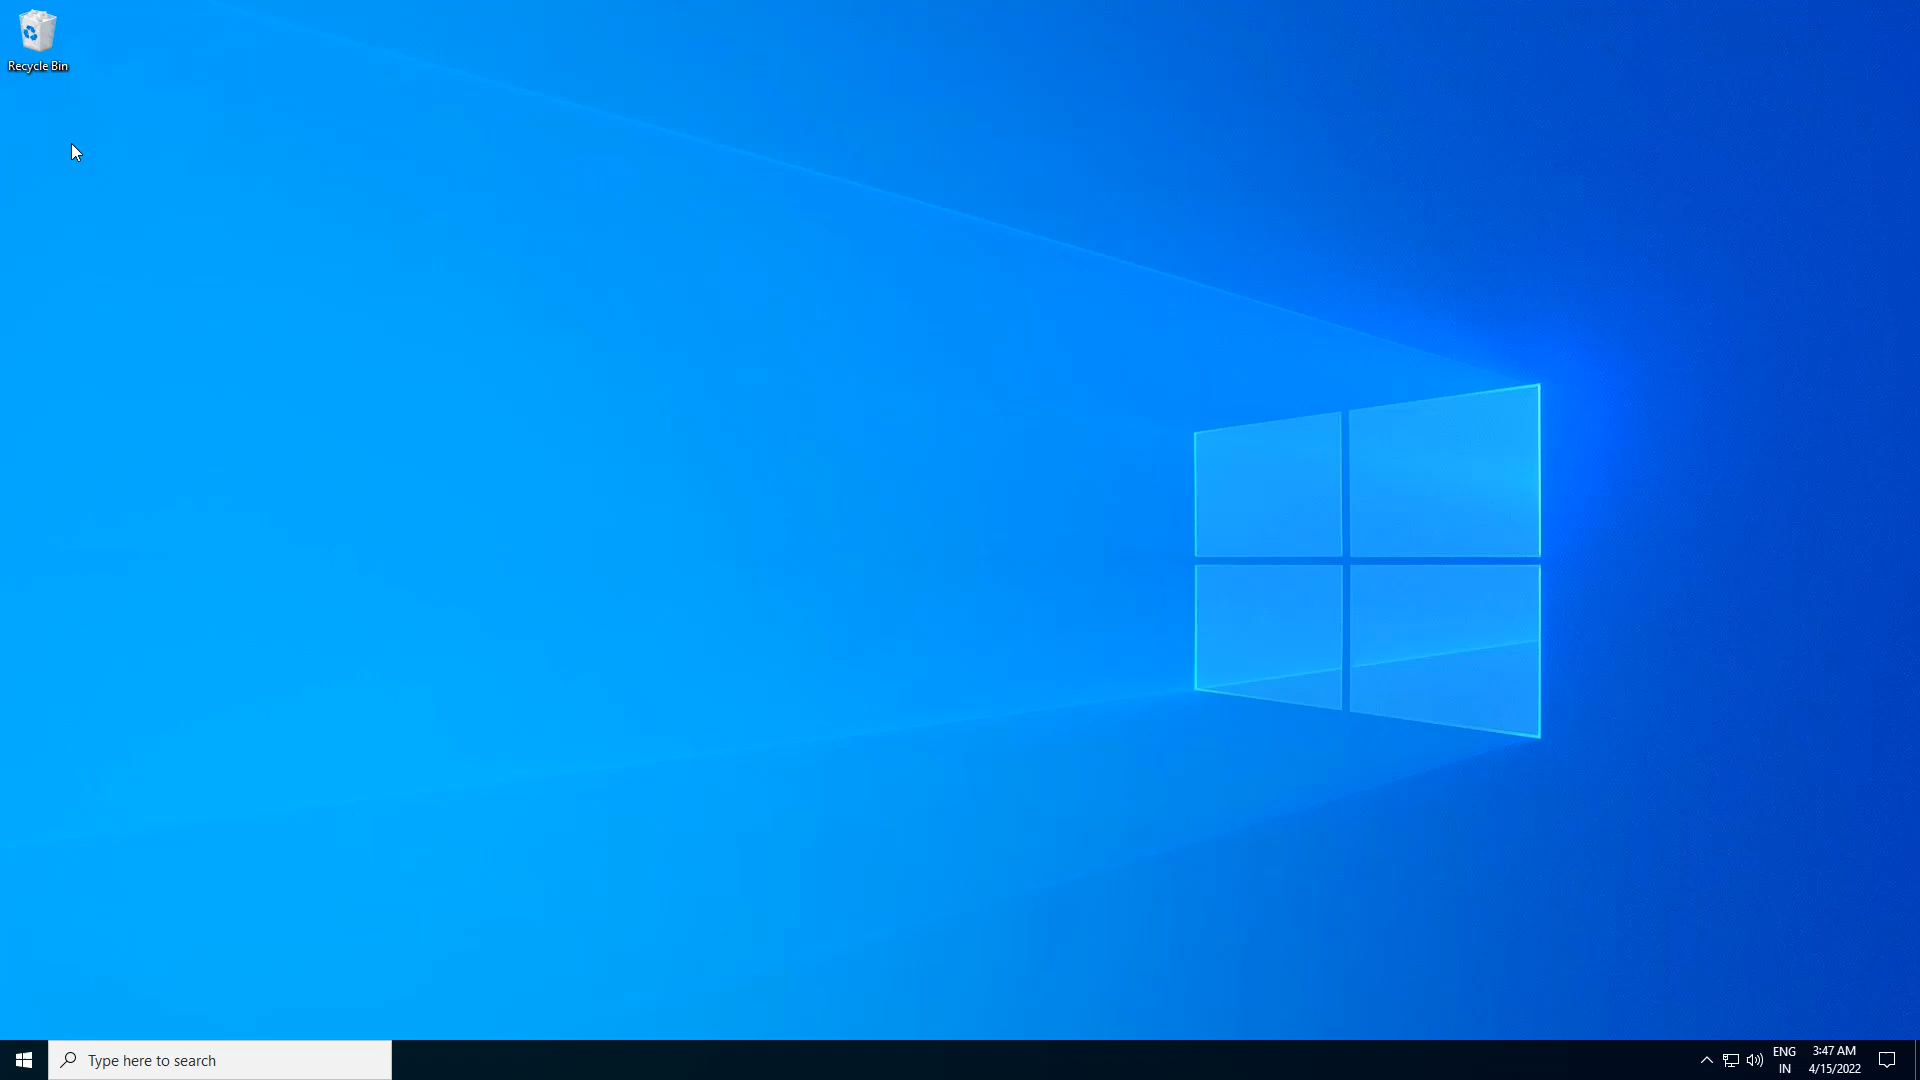 Recycle Bin
Type here to search
ENG
IN
3:47 AM
4/15/2022